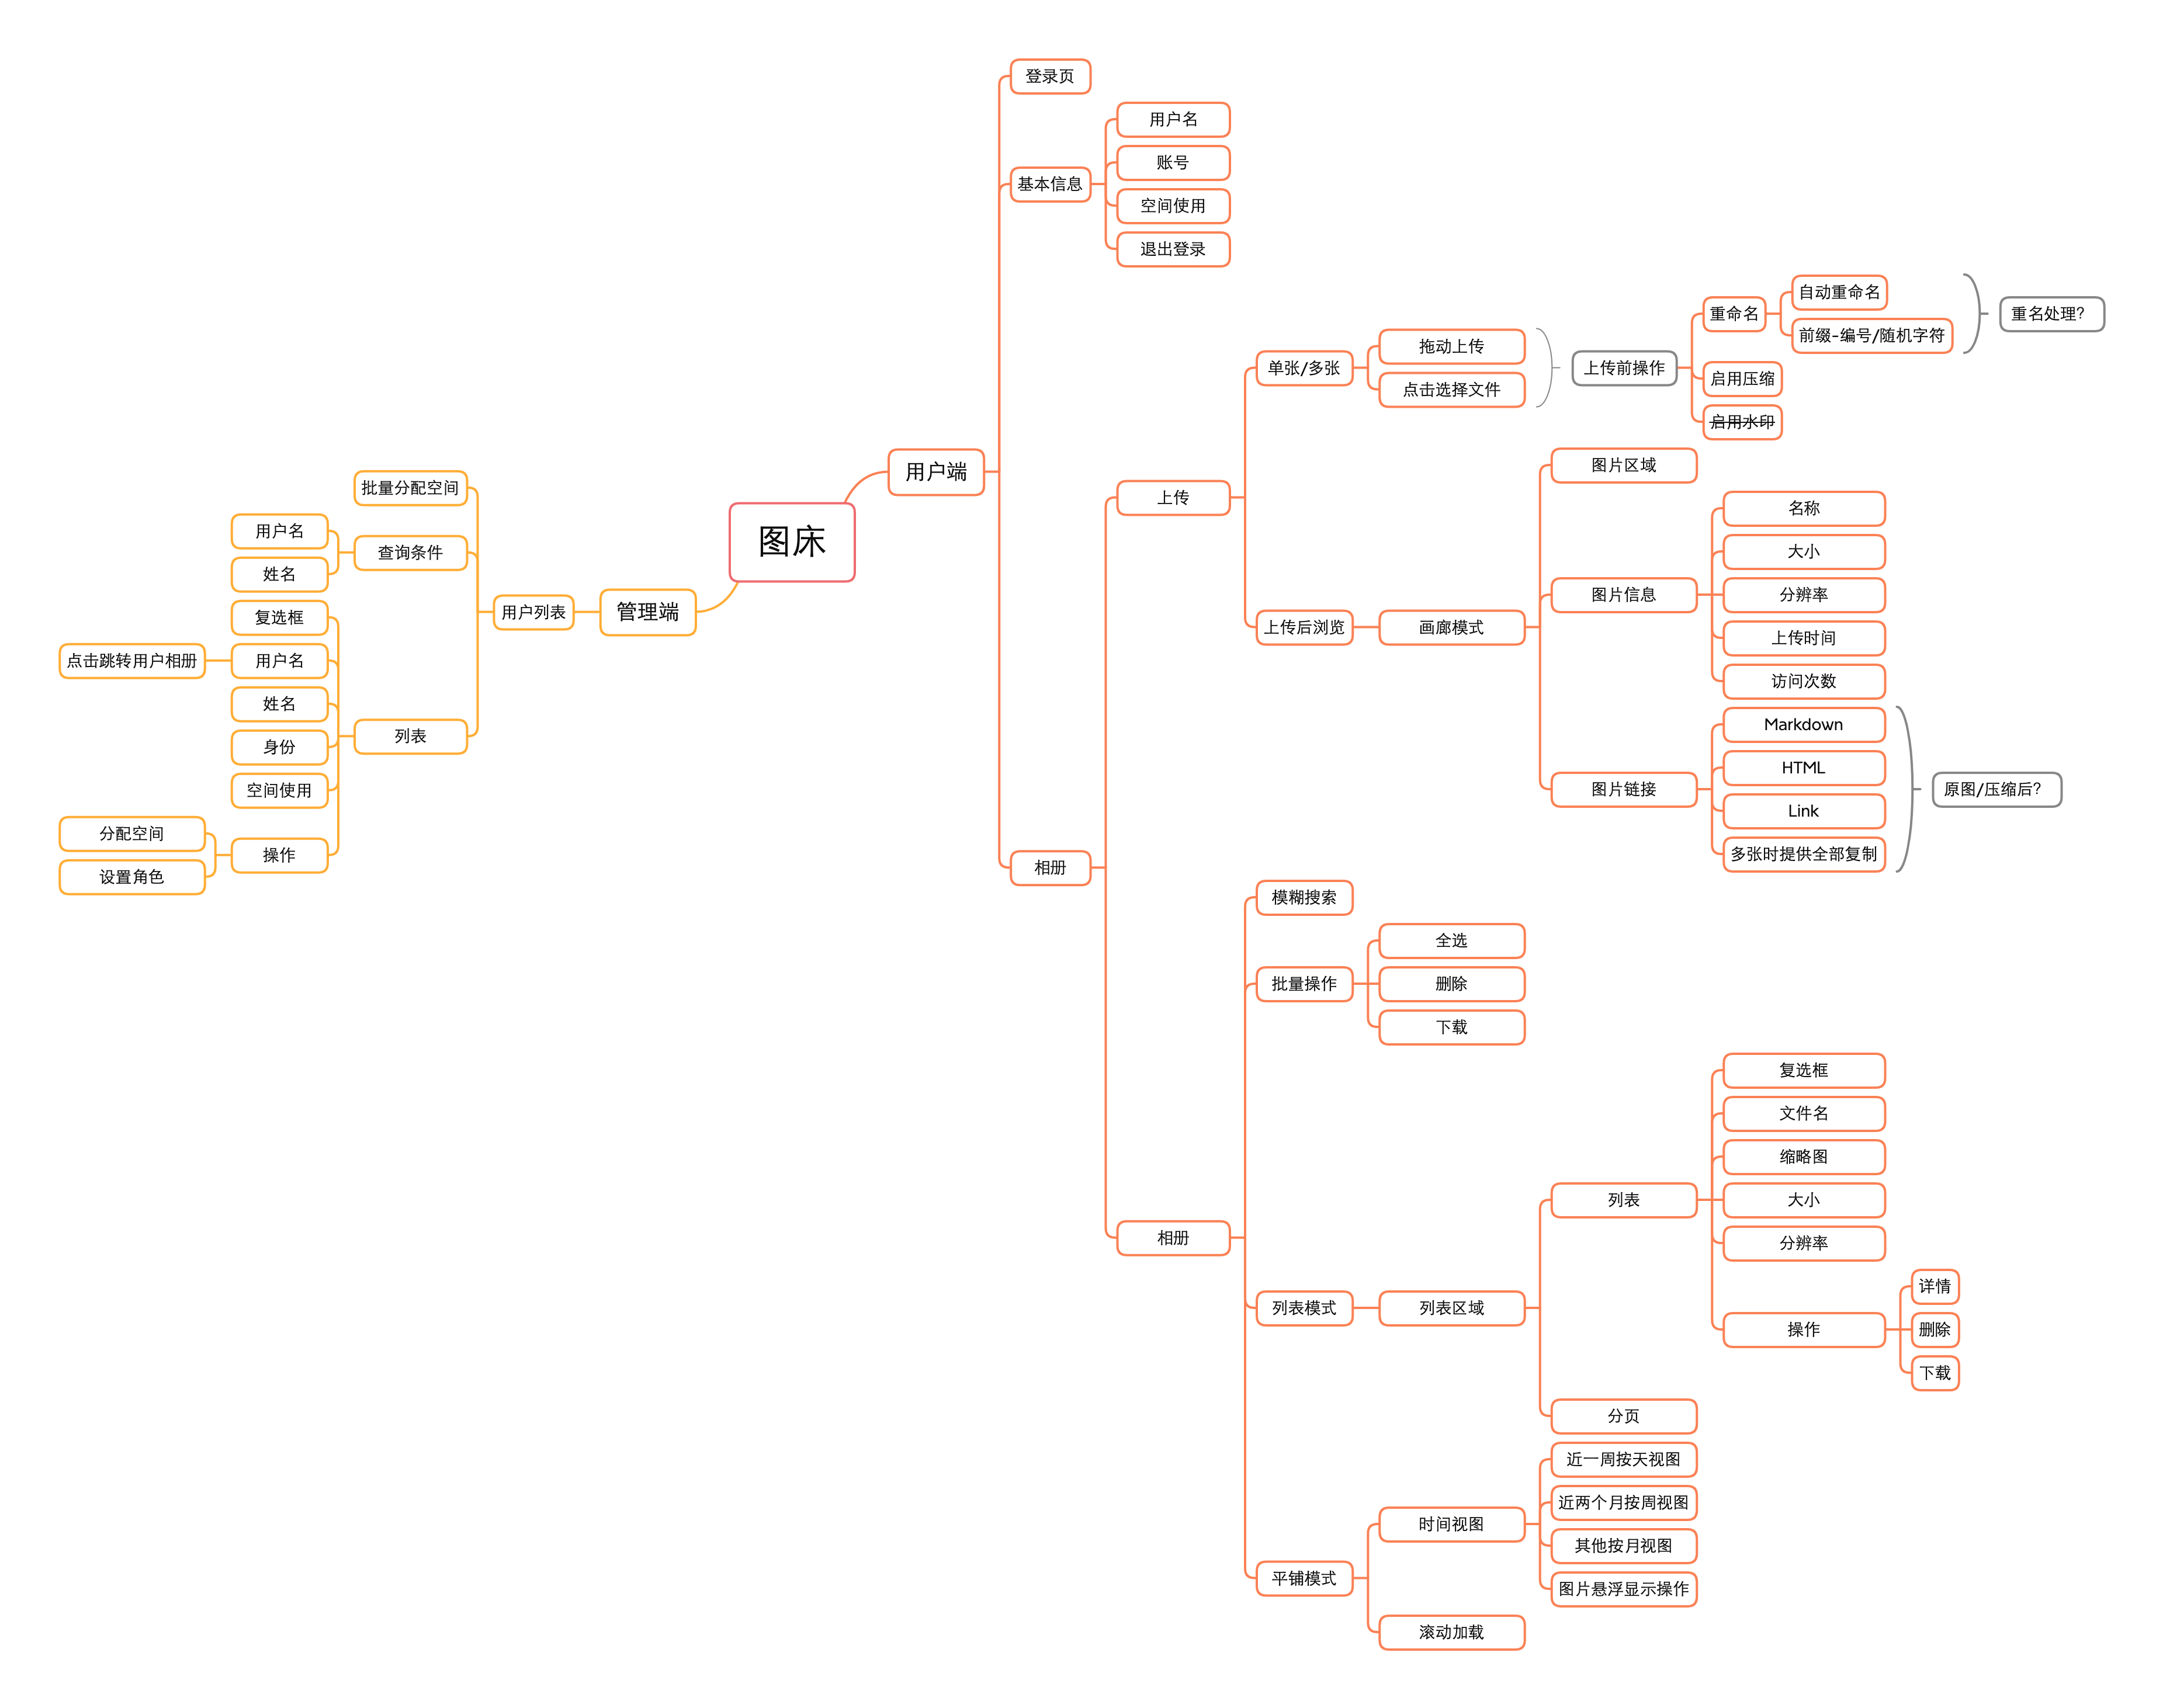 图床
用户端
登录页
基本信息
用户名
账号
空间使用
退出登录
相册
上传
单张/多张
拖动上传
点击选择文件
上传前操作
重命名
自动重命名
前缀-编号/随机字符
重名处理？
启用压缩
启用水印
上传后浏览
画廊模式
图片区域
图片信息
名称
大小
分辨率
上传时间
访问次数
图片链接
Markdown
HTML
Link
多张时提供全部复制
原图/压缩后？
相册
模糊搜索
批量操作
全选
删除
下载
列表模式
列表区域
列表
复选框
文件名
缩略图
大小
分辨率
操作
详情
删除
下载
分页
平铺模式
时间视图
近一周按天视图
近两个月按周视图
其他按月视图
图片悬浮显示操作
滚动加载
管理端
用户列表
批量分配空间
查询条件
用户名
姓名
列表
复选框
用户名
点击跳转用户相册
姓名
身份
空间使用
操作
分配空间
设置角色